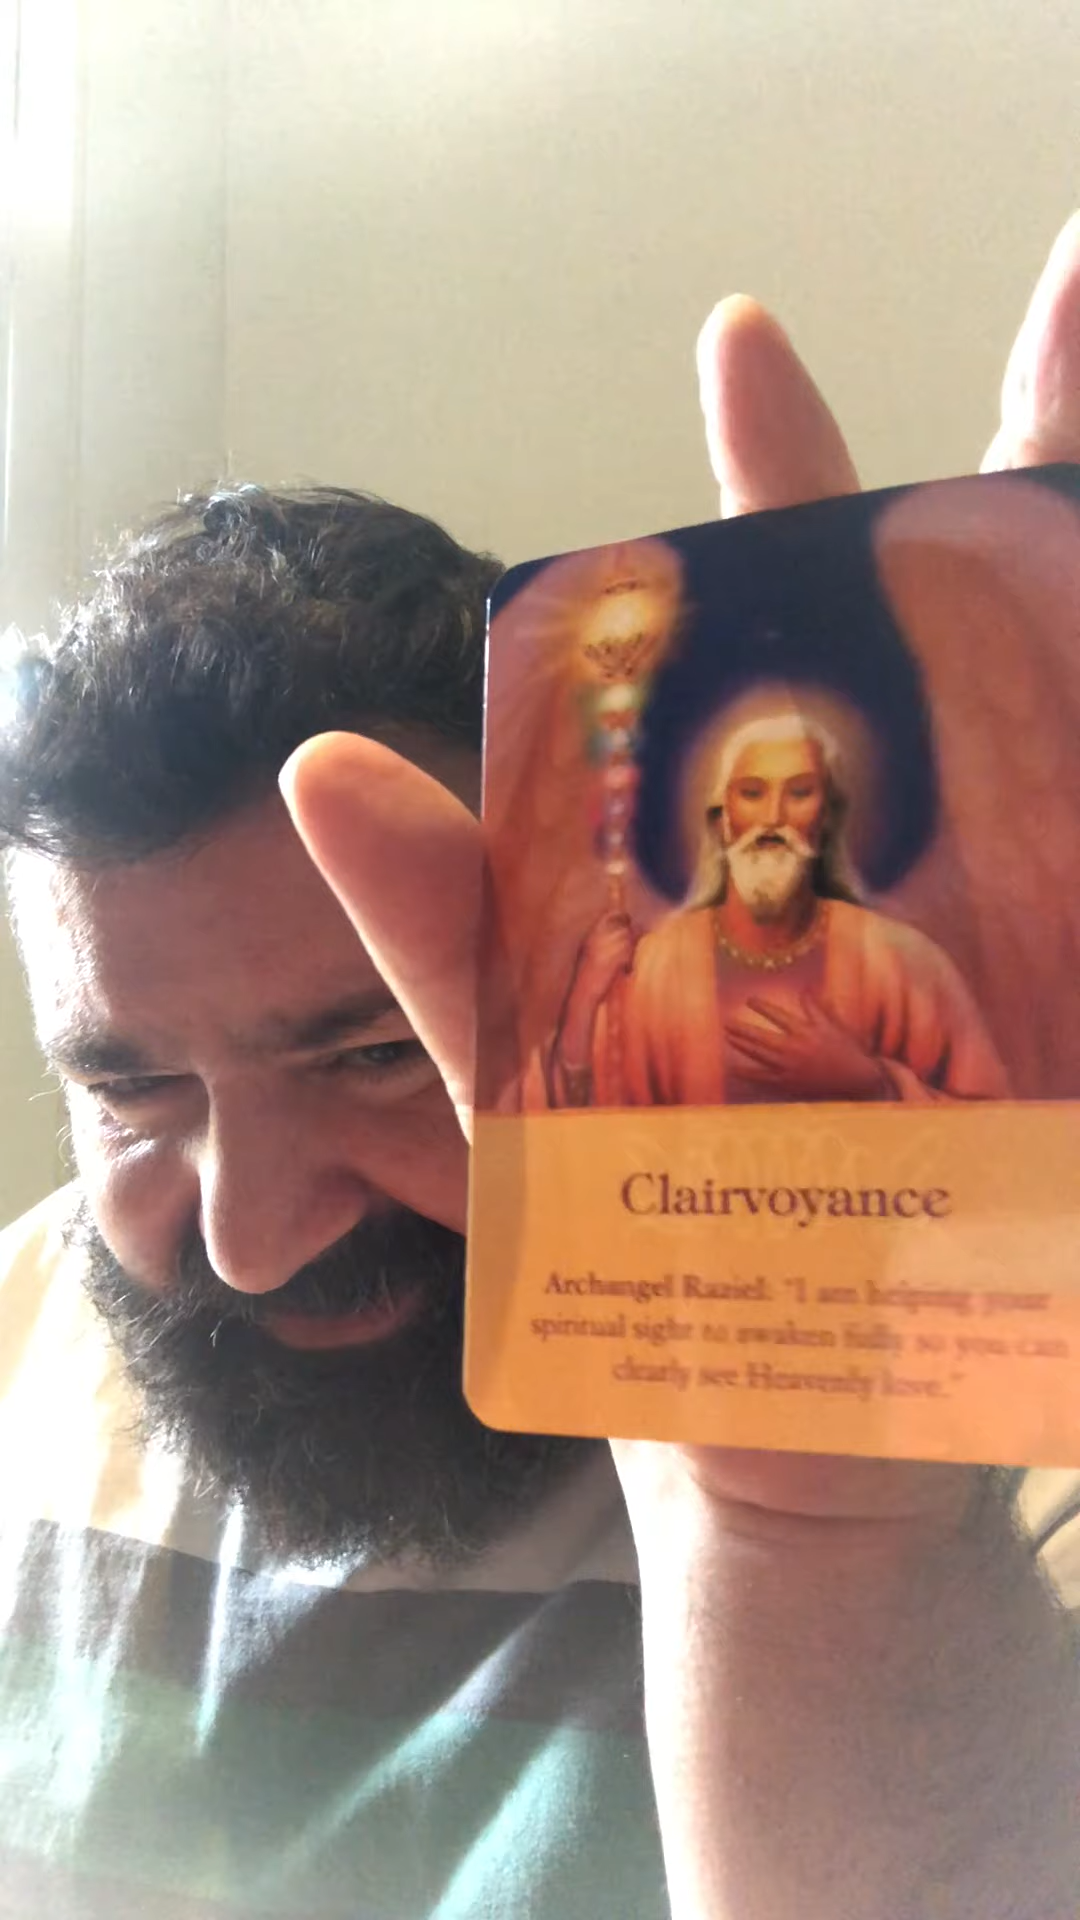 Clairvoyance
Archangel Raziel: "I am helping your
spiritual sight to awaken fully so you can
clearly see Heavenly love."